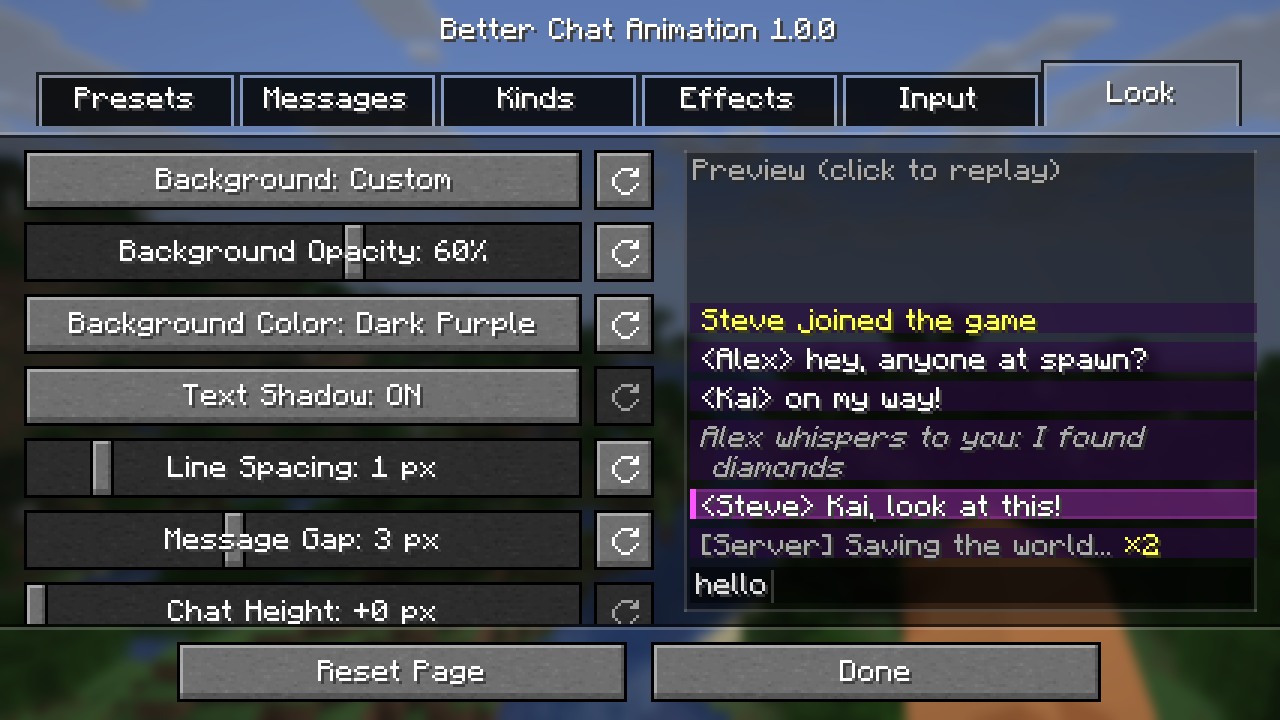 Better Chat Animation 1.0.0
Presets
Messages
Kinds
Effects
Input
Look
Background: Custom
Background Opacity: 60%
Background Color: Dark Purple
Text Shadow: ON
Line Spacing: 1 px
Message Gap: 3 px
Chat Height: +0 px
Preview (click to replay)
Steve joined the game
<Alex> hey, anyone at spawn?
<Kai> on my way!
Alex whispers to you: I found
diamonds
<Steve> Kai, look at this!
[Server] Saving the world... ×2
hello
Reset Page
Done